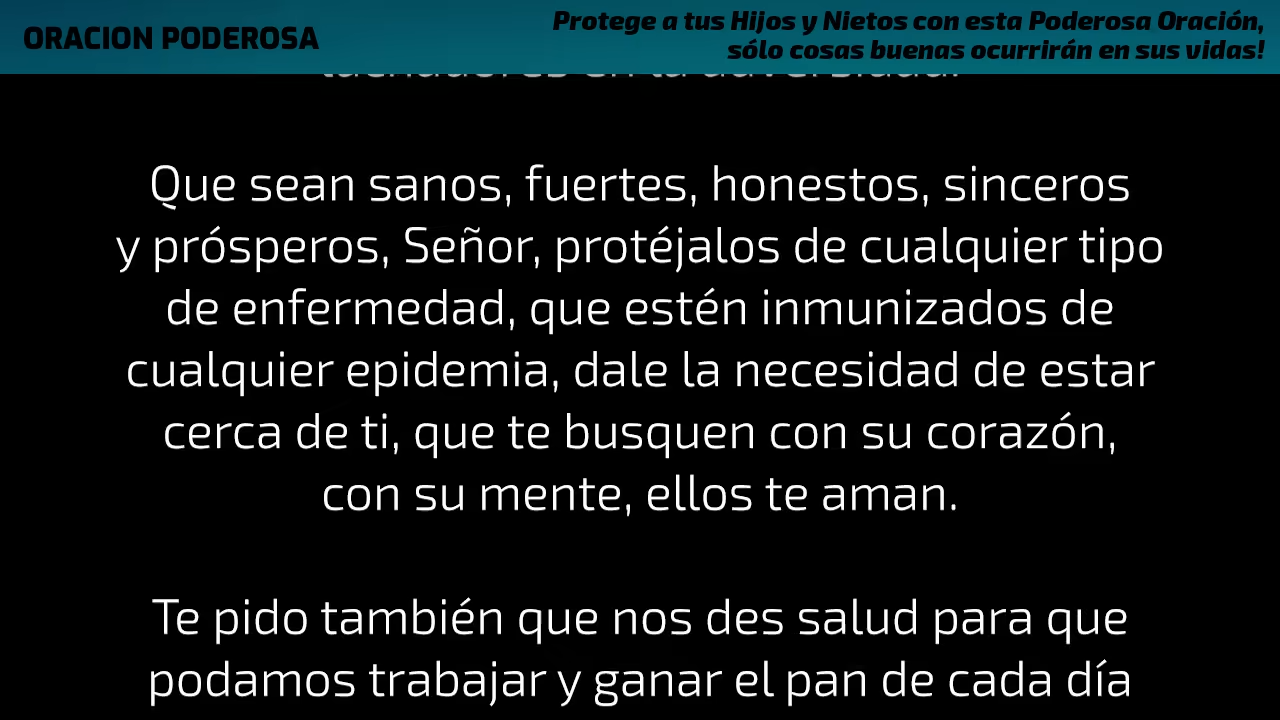 ORACION PODEROSA
Protege a tus Hijos y Nietos con esta Poderosa Oración,
sólo cosas buenas ocurrirán en sus vidas!
Que sean sanos, fuertes, honestos, sinceros
y prósperos, Señor, protéjalos de cualquier tipo
de enfermedad, que estén inmunizados de
cualquier epidemia, dale la necesidad de estar
cerca de ti, que te busquen con su corazón,
con su mente, ellos te aman.
Te pido también que nos des salud para que
podamos trabajar y ganar el pan de cada día